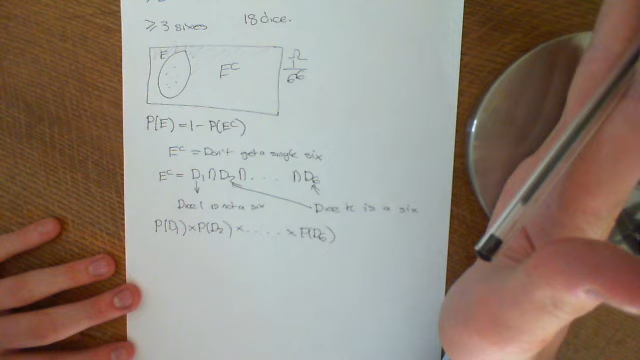 ≥ 3 sixes 18 dice.
E E^C Ω/6^6
P(E) = 1 - P(E^C)
E^C = Don't get a single six
E^C = D₁ ∩ D₂ ∩ . . . . ∩ D₆
Dice 1 is not a six Dice k is a six
P(D₁) × P(D₂) × . . . . . × P(D₆)